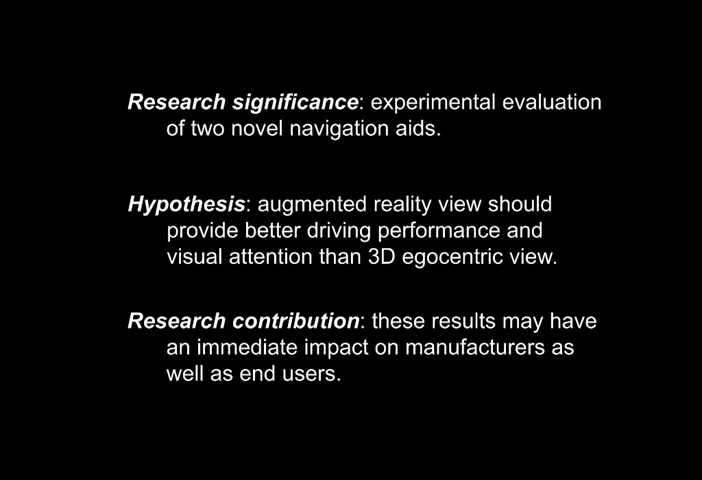 Research significance: experimental evaluation
of two novel navigation aids.
Hypothesis: augmented reality view should
provide better driving performance and
visual attention than 3D egocentric view.
Research contribution: these results may have
an immediate impact on manufacturers as
well as end users.